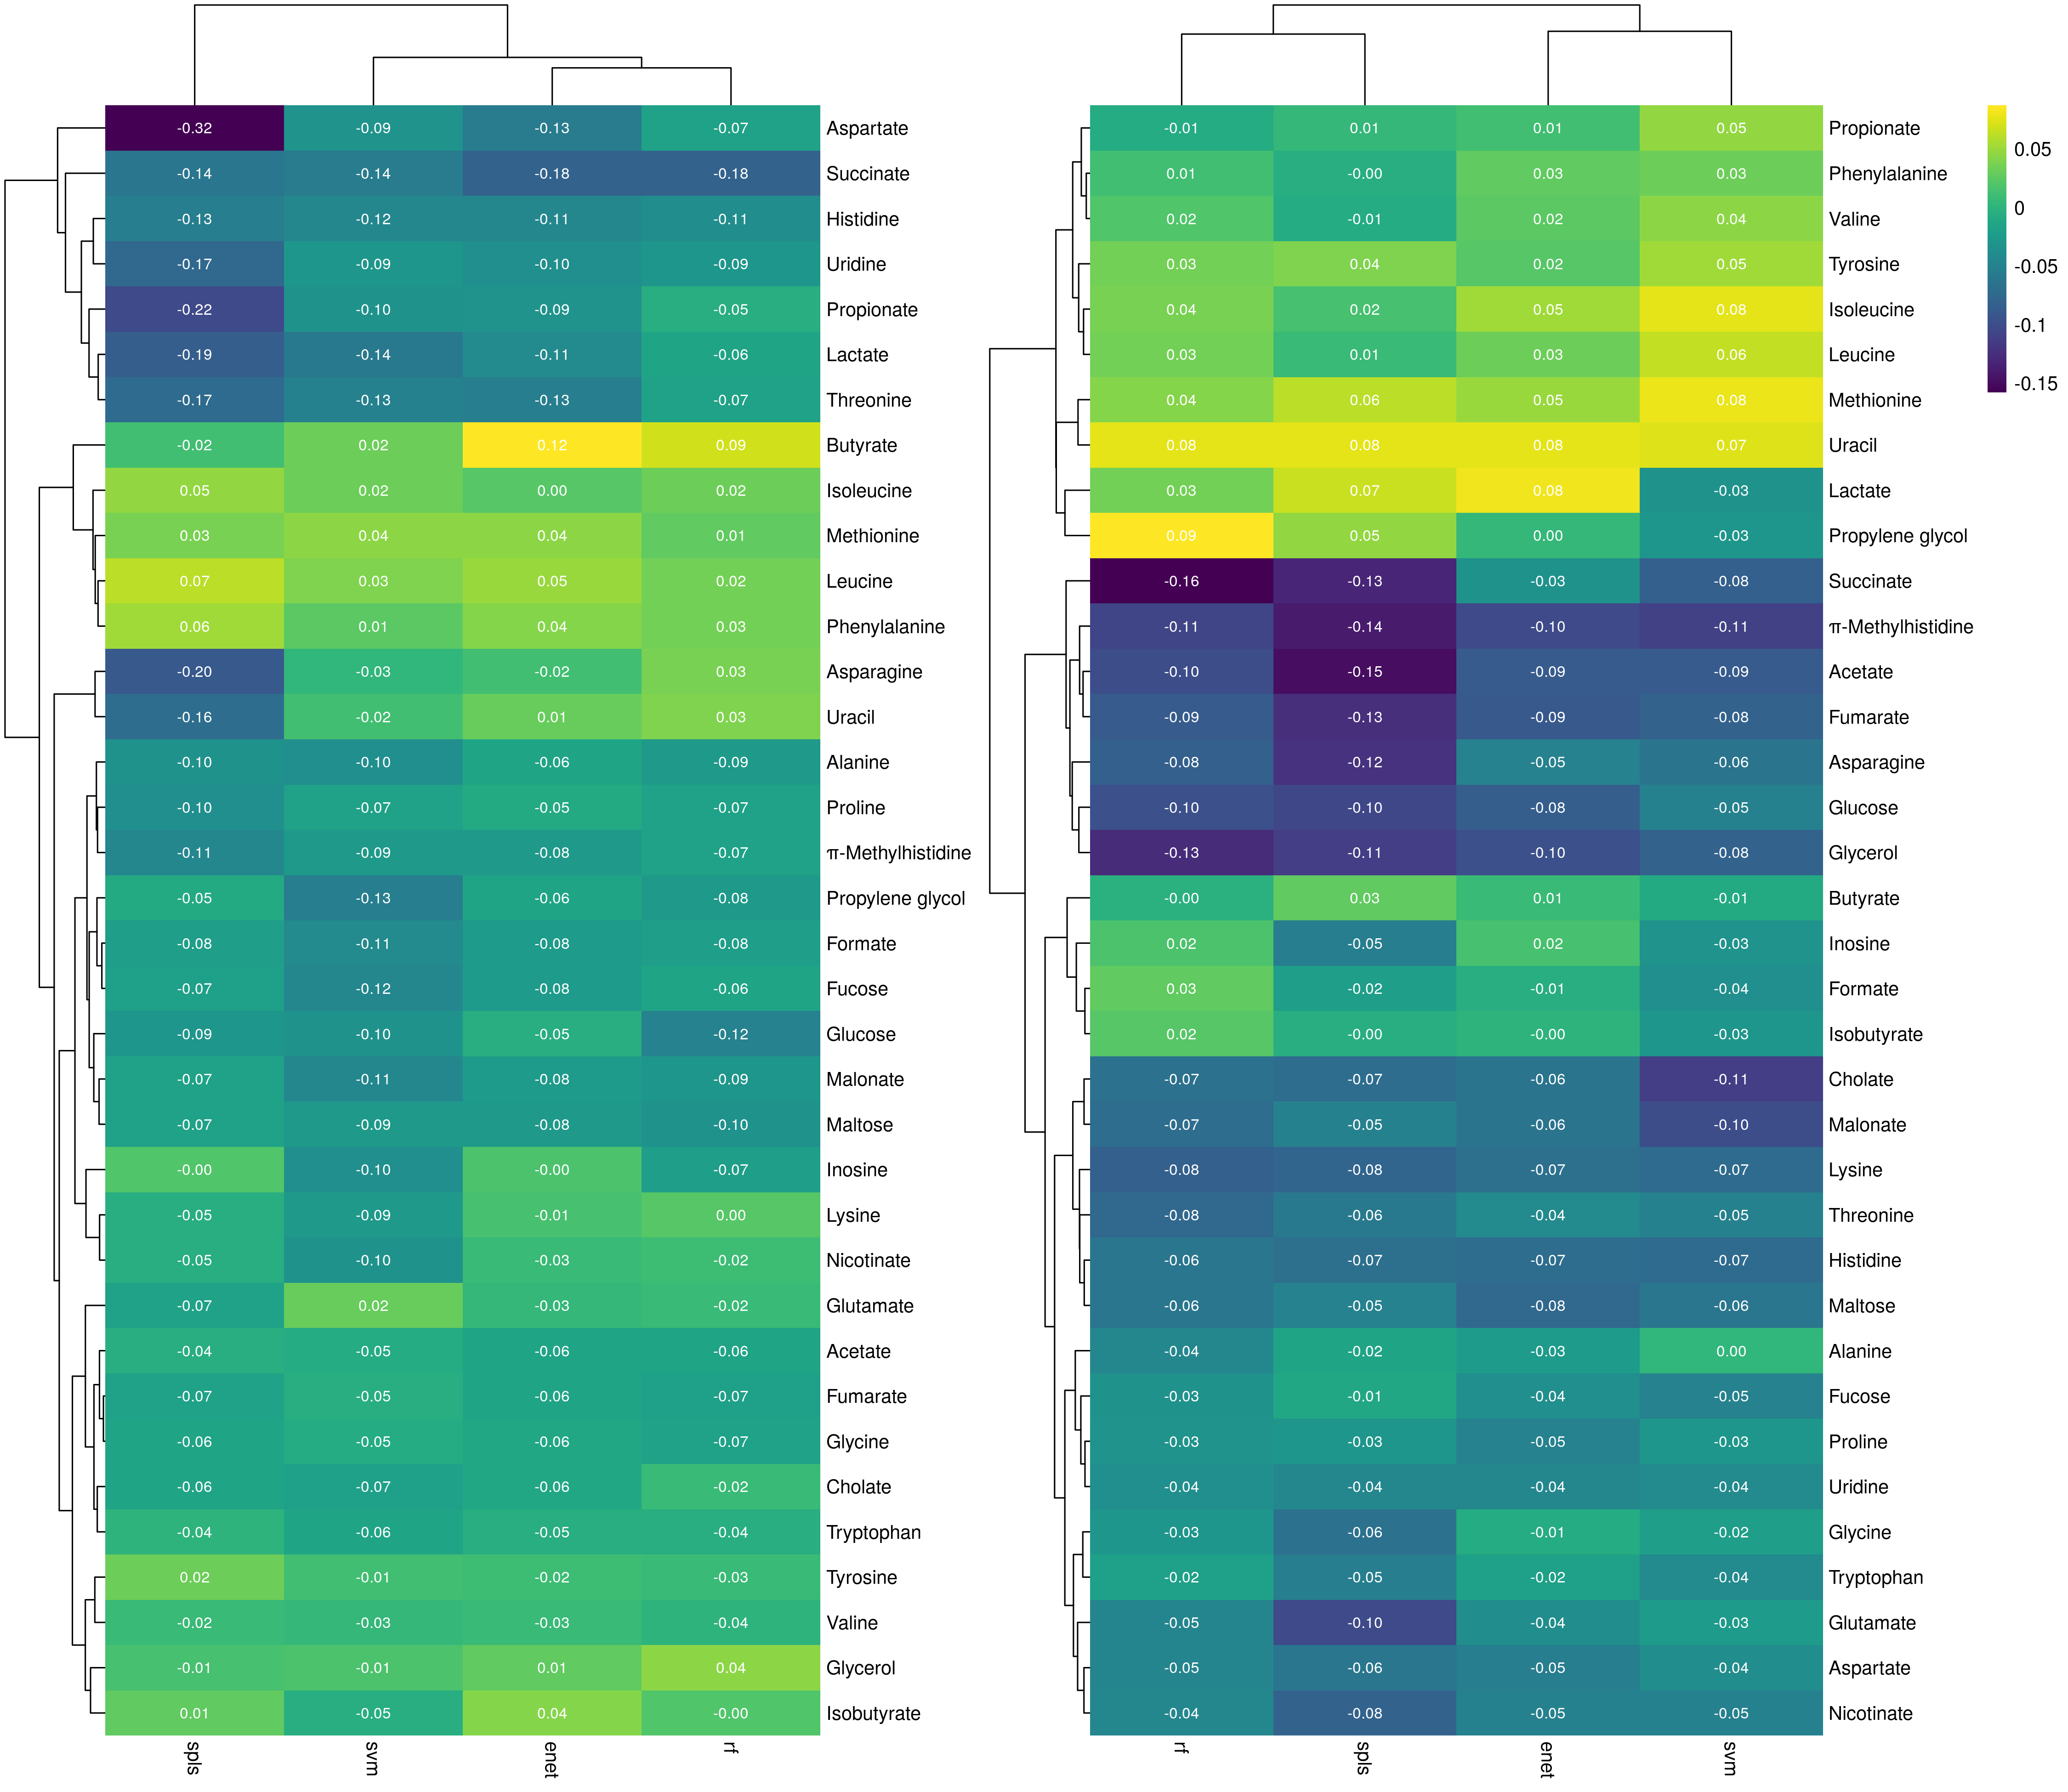 -0.32 -0.09 -0.13 -0.07 Aspartate
-0.14 -0.14 -0.18 -0.18 Succinate
-0.13 -0.12 -0.11 -0.11 Histidine
-0.17 -0.09 -0.10 -0.09 Uridine
-0.22 -0.10 -0.09 -0.05 Propionate
-0.19 -0.14 -0.11 -0.06 Lactate
-0.17 -0.13 -0.13 -0.07 Threonine
-0.02 0.02 0.12 0.09 Butyrate
0.05 0.02 0.00 0.02 Isoleucine
0.03 0.04 0.04 0.01 Methionine
0.07 0.03 0.05 0.02 Leucine
0.06 0.01 0.04 0.03 Phenylalanine
-0.20 -0.03 -0.02 0.03 Asparagine
-0.16 -0.02 0.01 0.03 Uracil
-0.10 -0.10 -0.06 -0.09 Alanine
-0.10 -0.07 -0.05 -0.07 Proline
-0.11 -0.09 -0.08 -0.07 π-Methylhistidine
-0.05 -0.13 -0.06 -0.08 Propylene glycol
-0.08 -0.11 -0.08 -0.08 Formate
-0.07 -0.12 -0.08 -0.06 Fucose
-0.09 -0.10 -0.05 -0.12 Glucose
-0.07 -0.11 -0.08 -0.09 Malonate
-0.07 -0.09 -0.08 -0.10 Maltose
-0.00 -0.10 -0.00 -0.07 Inosine
-0.05 -0.09 -0.01 0.00 Lysine
-0.05 -0.10 -0.03 -0.02 Nicotinate
-0.07 0.02 -0.03 -0.02 Glutamate
-0.04 -0.05 -0.06 -0.06 Acetate
-0.07 -0.05 -0.06 -0.07 Fumarate
-0.06 -0.05 -0.06 -0.07 Glycine
-0.06 -0.07 -0.06 -0.02 Cholate
-0.04 -0.06 -0.05 -0.04 Tryptophan
0.02 -0.01 -0.02 -0.03 Tyrosine
-0.02 -0.03 -0.03 -0.04 Valine
-0.01 -0.01 0.01 0.04 Glycerol
0.01 -0.05 0.04 -0.00 Isobutyrate
spls svm enet rf
-0.01 0.01 0.01 0.05 Propionate
0.01 -0.00 0.03 0.03 Phenylalanine
0.02 -0.01 0.02 0.04 Valine
0.03 0.04 0.02 0.05 Tyrosine
0.04 0.02 0.05 0.08 Isoleucine
0.03 0.01 0.03 0.06 Leucine
0.04 0.06 0.05 0.08 Methionine
0.08 0.08 0.08 0.07 Uracil
0.03 0.07 0.08 -0.03 Lactate
0.09 0.05 0.00 -0.03 Propylene glycol
-0.16 -0.13 -0.03 -0.08 Succinate
-0.11 -0.14 -0.10 -0.11 π-Methylhistidine
-0.10 -0.15 -0.09 -0.09 Acetate
-0.09 -0.13 -0.09 -0.08 Fumarate
-0.08 -0.12 -0.05 -0.06 Asparagine
-0.10 -0.10 -0.08 -0.05 Glucose
-0.13 -0.11 -0.10 -0.08 Glycerol
-0.00 0.03 0.01 -0.01 Butyrate
0.02 -0.05 0.02 -0.03 Inosine
0.03 -0.02 -0.01 -0.04 Formate
0.02 -0.00 -0.00 -0.03 Isobutyrate
-0.07 -0.07 -0.06 -0.11 Cholate
-0.07 -0.05 -0.06 -0.10 Malonate
-0.08 -0.08 -0.07 -0.07 Lysine
-0.08 -0.06 -0.04 -0.05 Threonine
-0.06 -0.07 -0.07 -0.07 Histidine
-0.06 -0.05 -0.08 -0.06 Maltose
-0.04 -0.02 -0.03 0.00 Alanine
-0.03 -0.01 -0.04 -0.05 Fucose
-0.03 -0.03 -0.05 -0.03 Proline
-0.04 -0.04 -0.04 -0.04 Uridine
-0.03 -0.06 -0.01 -0.02 Glycine
-0.02 -0.05 -0.02 -0.04 Tryptophan
-0.05 -0.10 -0.04 -0.03 Glutamate
-0.05 -0.06 -0.05 -0.04 Aspartate
-0.04 -0.08 -0.05 -0.05 Nicotinate
rf spls enet svm
0.05
0
-0.05
-0.1
-0.15